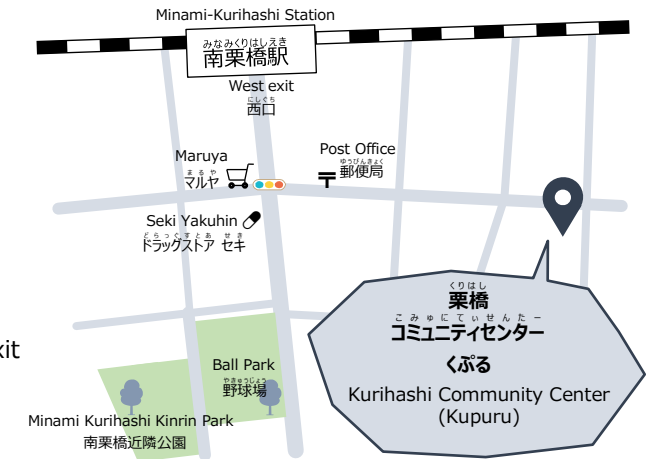 Minami-Kurihashi Station
みなみくりはしえき
南栗橋駅
West exit
にしぐち
西口
Maruya
まるや
マルヤ
Post Office
ゆうびんきょく
〒郵便局
Seki Yakuhin
どらっぐすとあ せき
ドラッグストア セキ
くりはし
栗橋
こみゅにてぃせんたー
コミュニティセンター
くぷる
Kurihashi Community Center
(Kupuru)
xit
Ball Park
やきゅうじょう
野球場
Minami Kurihashi Kinrin Park
南栗橋近隣公園